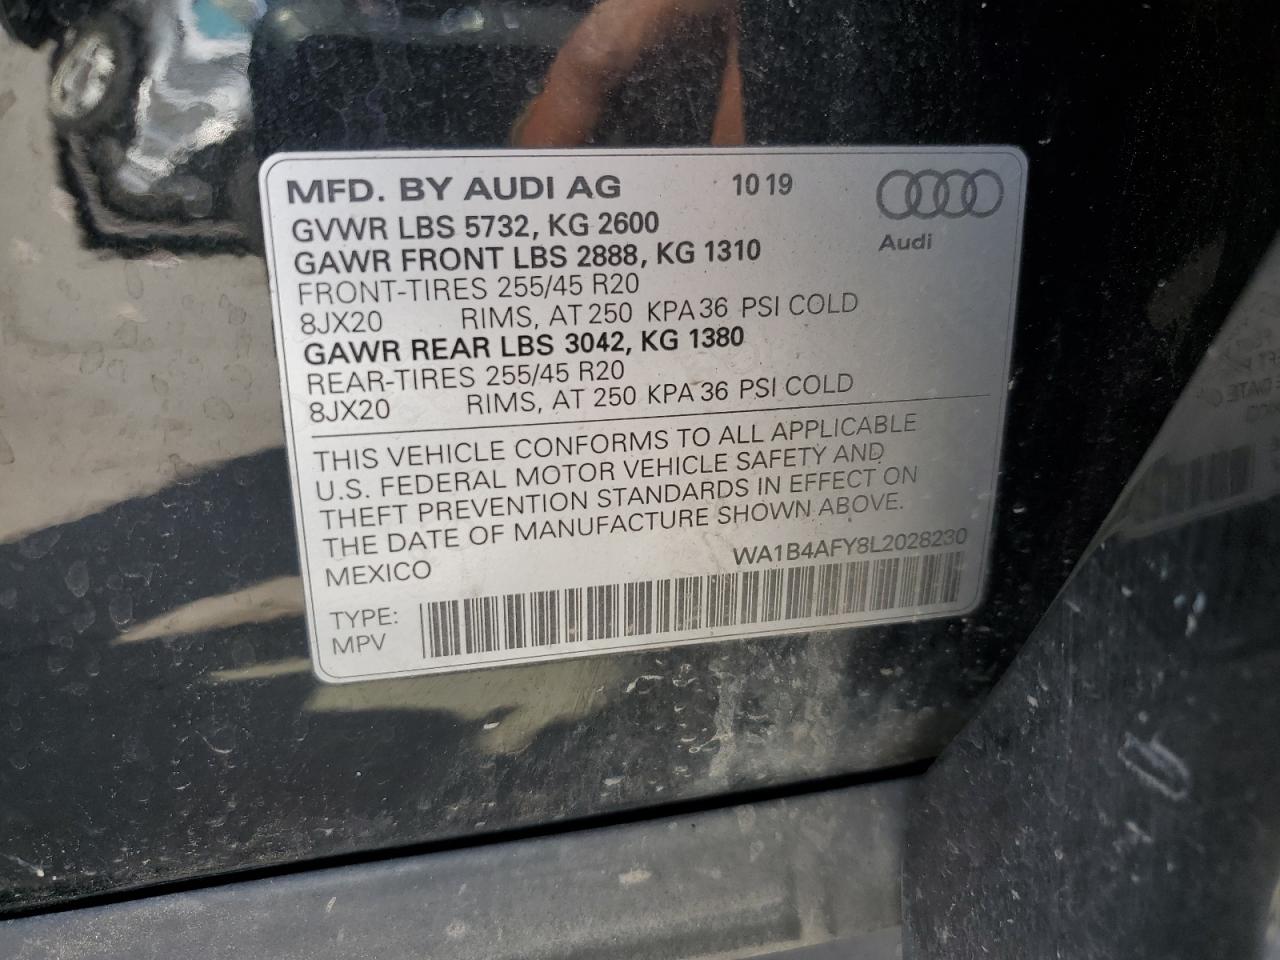 MFD. BY AUDI AG 10 19
Audi
GVWR LBS 5732, KG 2600
GAWR FRONT LBS 2888, KG 1310
FRONT-TIRES 255/45 R20
8JX20 RIMS, AT 250 KPA 36 PSI COLD
GAWR REAR LBS 3042, KG 1380
REAR-TIRES 255/45 R20
8JX20 RIMS, AT 250 KPA 36 PSI COLD
THIS VEHICLE CONFORMS TO ALL APPLICABLE
U.S. FEDERAL MOTOR VEHICLE SAFETY AND
THEFT PREVENTION STANDARDS IN EFFECT ON
THE DATE OF MANUFACTURE SHOWN ABOVE.
MEXICO WA1B4AFY8L2028230
TYPE:
MPV